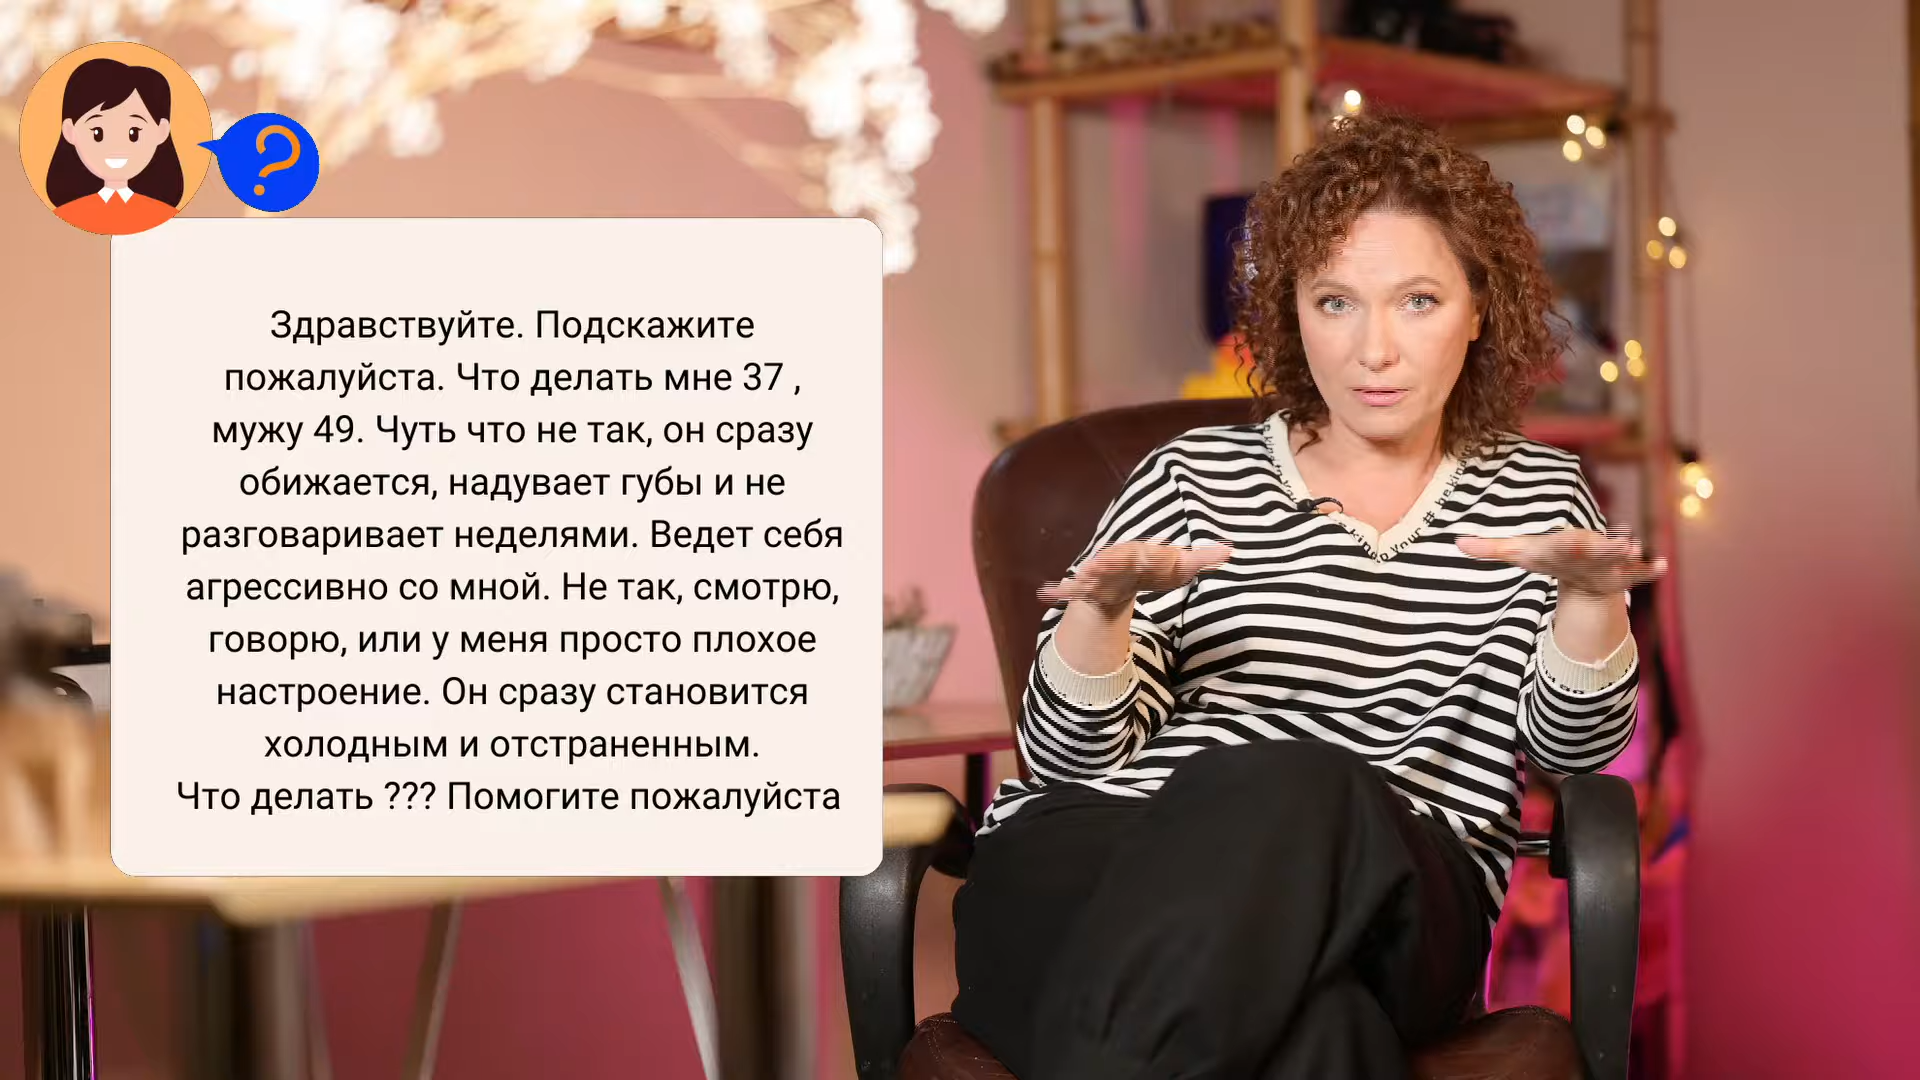 ?
Здравствуйте. Подскажите
пожалуйста. Что делать мне 37 ,
мужу 49. Чуть что не так, он сразу
обижается, надувает губы и не
разговаривает неделями. Ведет себя
агрессивно со мной. Не так, смотрю,
говорю, или у меня просто плохое
настроение. Он сразу становится
холодным и отстраненным.
Что делать ??? Помогите пожалуйста